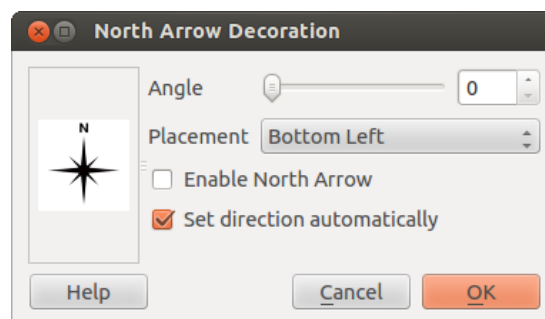 North Arrow Decoration
Angle 0
N
Placement Bottom Left
Enable North Arrow
Set direction automatically
Help Cancel OK